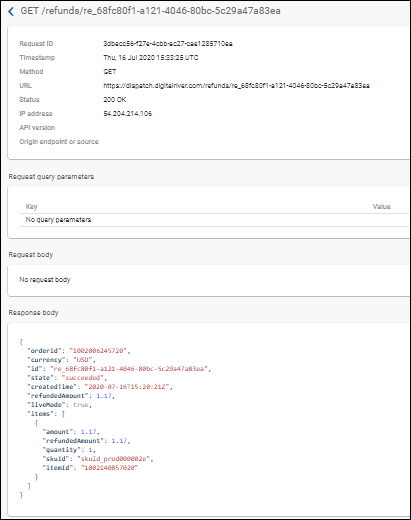 GET /refunds/re_68fc80f1-a121-4046-80bc-5c29a47a83ea
Request ID 3dbecc56-f27e-4cbb-ac27-cae1285710ea
Timestamp Thu, 16 Jul 2020 15:33:25 UTC
Method GET
URL https://dispatch.digitalriver.com/refunds/re_68fc80f1-a121-4046-80bc-5c29a47a83ea
Status 200 OK
IP address 54.204.214.106
API version
Origin endpoint or source
Request query parameters
Key Value
No query parameters
Request body
No request body
Response body
{
"orderId": "1002006245720",
"currency": "USD",
"id": "re_68fc80f1-a121-4046-80bc-5c29a47a83ea",
"state": "succeeded",
"createdTime": "2020-07-16T15:20:21Z",
"refundedAmount": 1.17,
"liveMode": true,
"items": [
{
"amount": 1.17,
"refundedAmount": 1.17,
"quantity": 1,
"skuId": "skuId_prod000002e",
"itemId": "1002140857020"
}
]
}